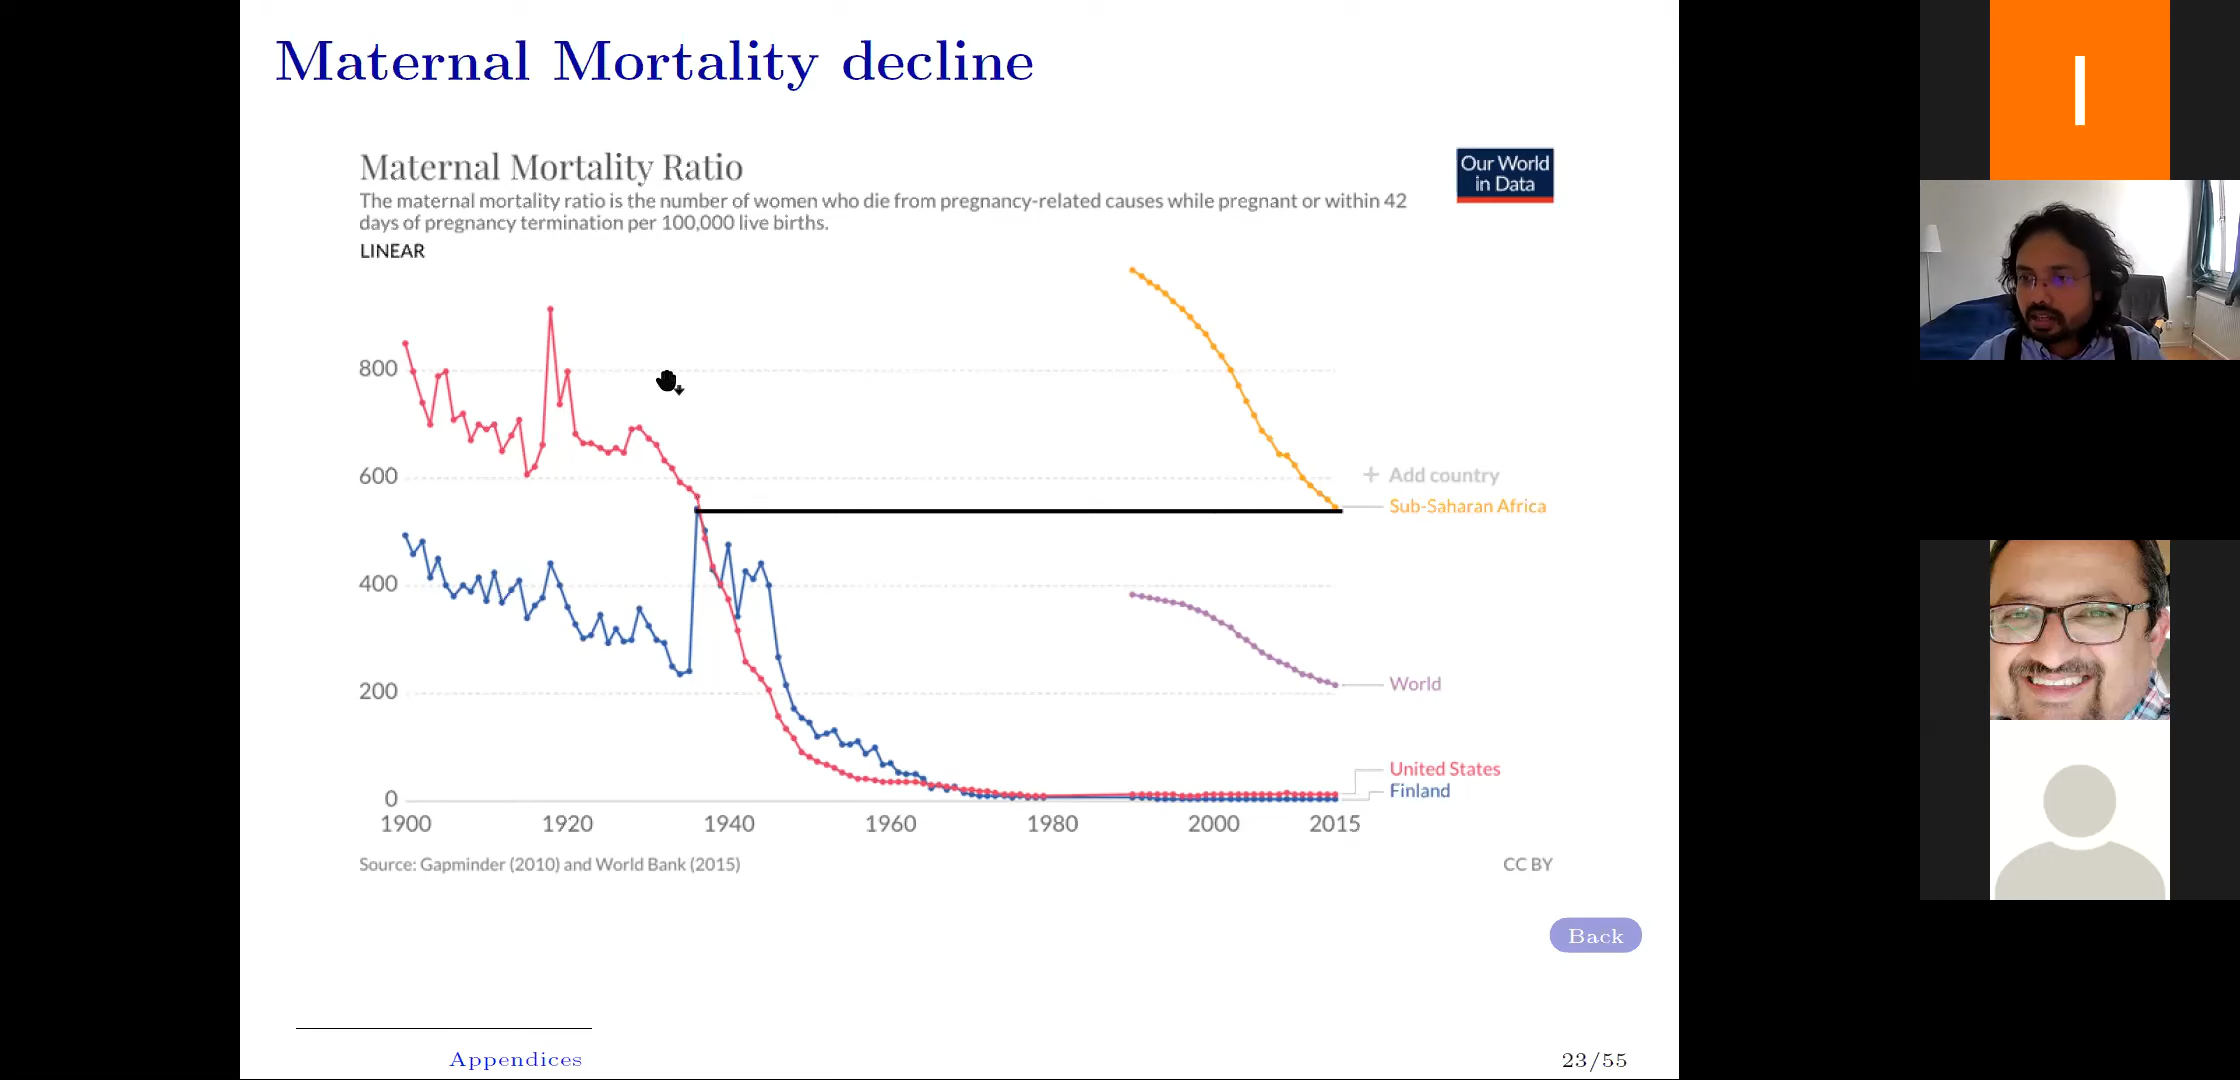 Maternal Mortality decline
Maternal Mortality Ratio
Our World
in Data
The maternal mortality ratio is the number of women who die from pregnancy-related causes while pregnant or within 42
days of pregnancy termination per 100,000 live births.
LINEAR
800
600
400
200
0
+ Add country
Sub-Saharan Africa
World
United States
Finland
1900 1920 1940 1960 1980 2000 2015
Source: Gapminder (2010) and World Bank (2015)
CC BY
Back
Appendices
23/55
I